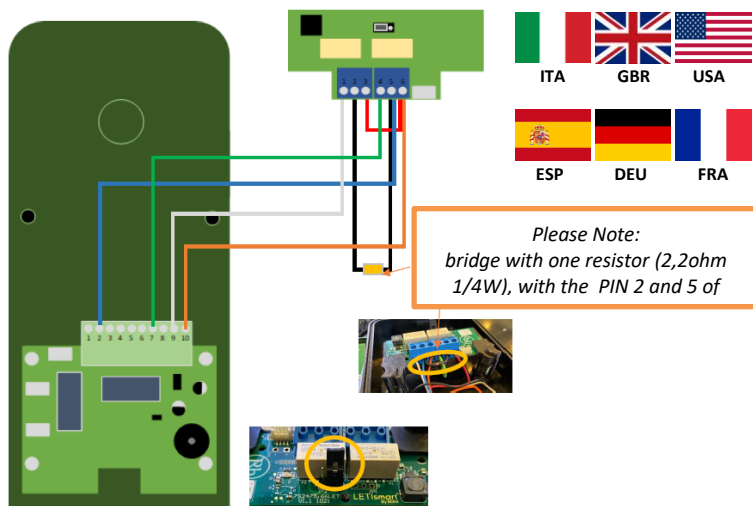 1 2 3 4 5 6
ITA GBR USA
ESP DEU FRA
Please Note:
bridge with one resistor (2,2ohm
1/4W), with the PIN 2 and 5 of
1 2 3 4 5 6 7 8 9 10
LETismart